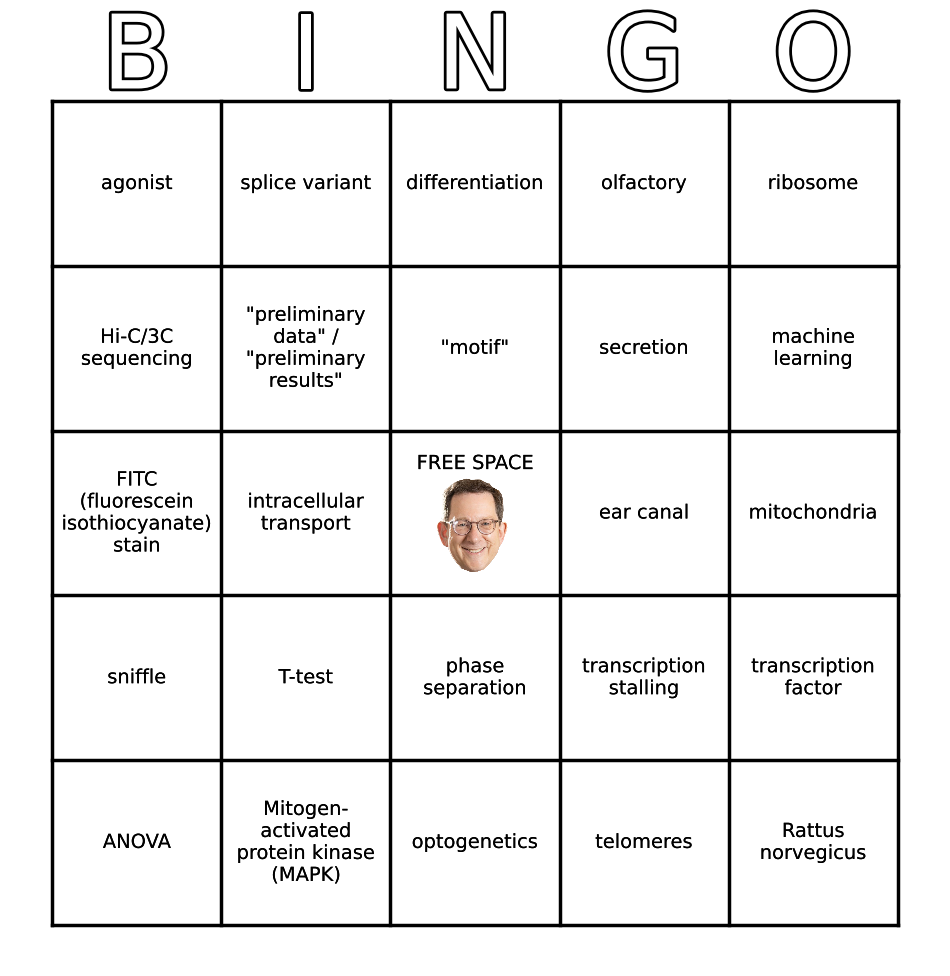 B I N G O
agonist
splice variant
differentiation
olfactory
ribosome
Hi-C/3C
sequencing
"preliminary
data" /
"preliminary
results"
"motif"
secretion
machine
learning
FITC
(fluorescein
isothiocyanate)
stain
intracellular
transport
FREE SPACE
ear canal
mitochondria
sniffle
T-test
phase
separation
transcription
stalling
transcription
factor
ANOVA
Mitogen-
activated
protein kinase
(MAPK)
optogenetics
telomeres
Rattus
norvegicus